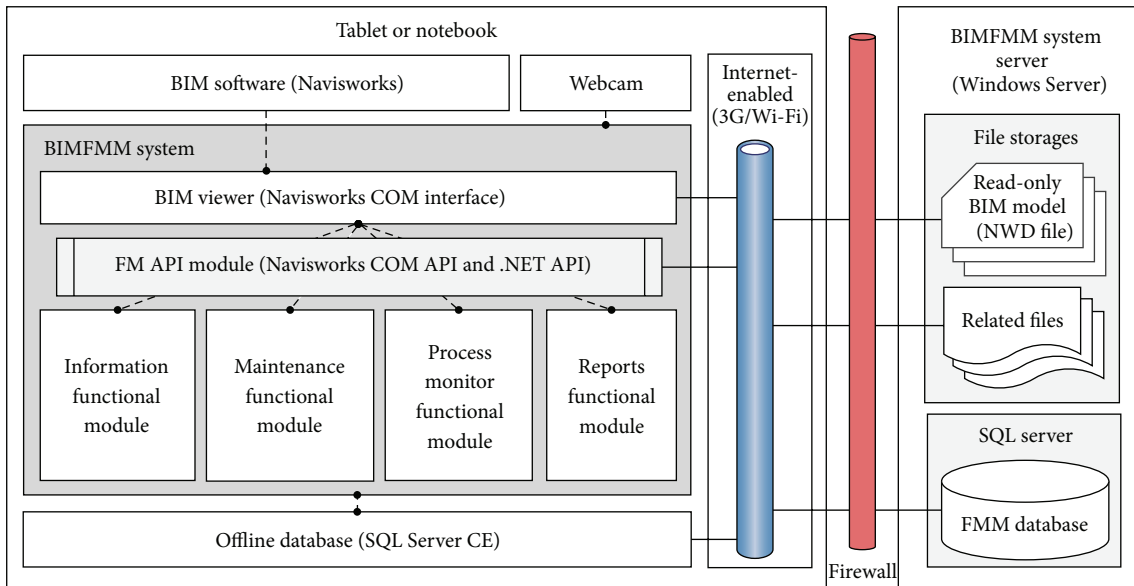 Tablet or notebook
BIM software (Navisworks)
Webcam
Internet-
enabled
(3G/Wi-Fi)
BIMFMM system
BIM viewer (Navisworks COM interface)
FM API module (Navisworks COM API and .NET API)
Information
functional
module
Maintenance
functional
module
Process
monitor
functional
module
Reports
functional
module
Offline database (SQL Server CE)
Firewall
BIMFMM system
server
(Windows Server)
File storages
Read-only
BIM model
(NWD file)
Related files
SQL server
FMM database